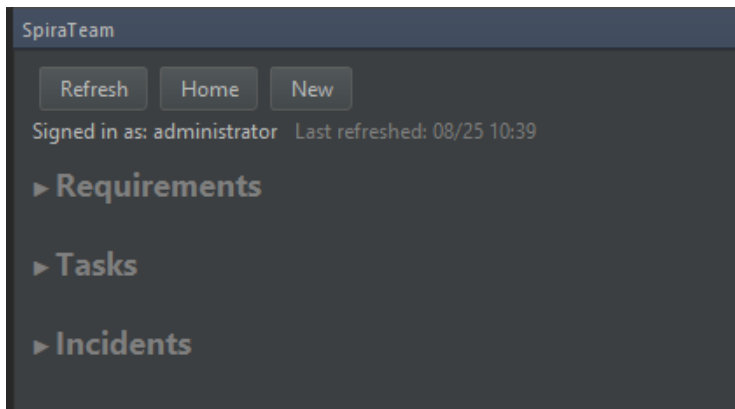 SpiraTeam
Refresh Home New
Signed in as: administrator Last refreshed: 08/25 10:39
▸ Requirements
▸ Tasks
▸ Incidents